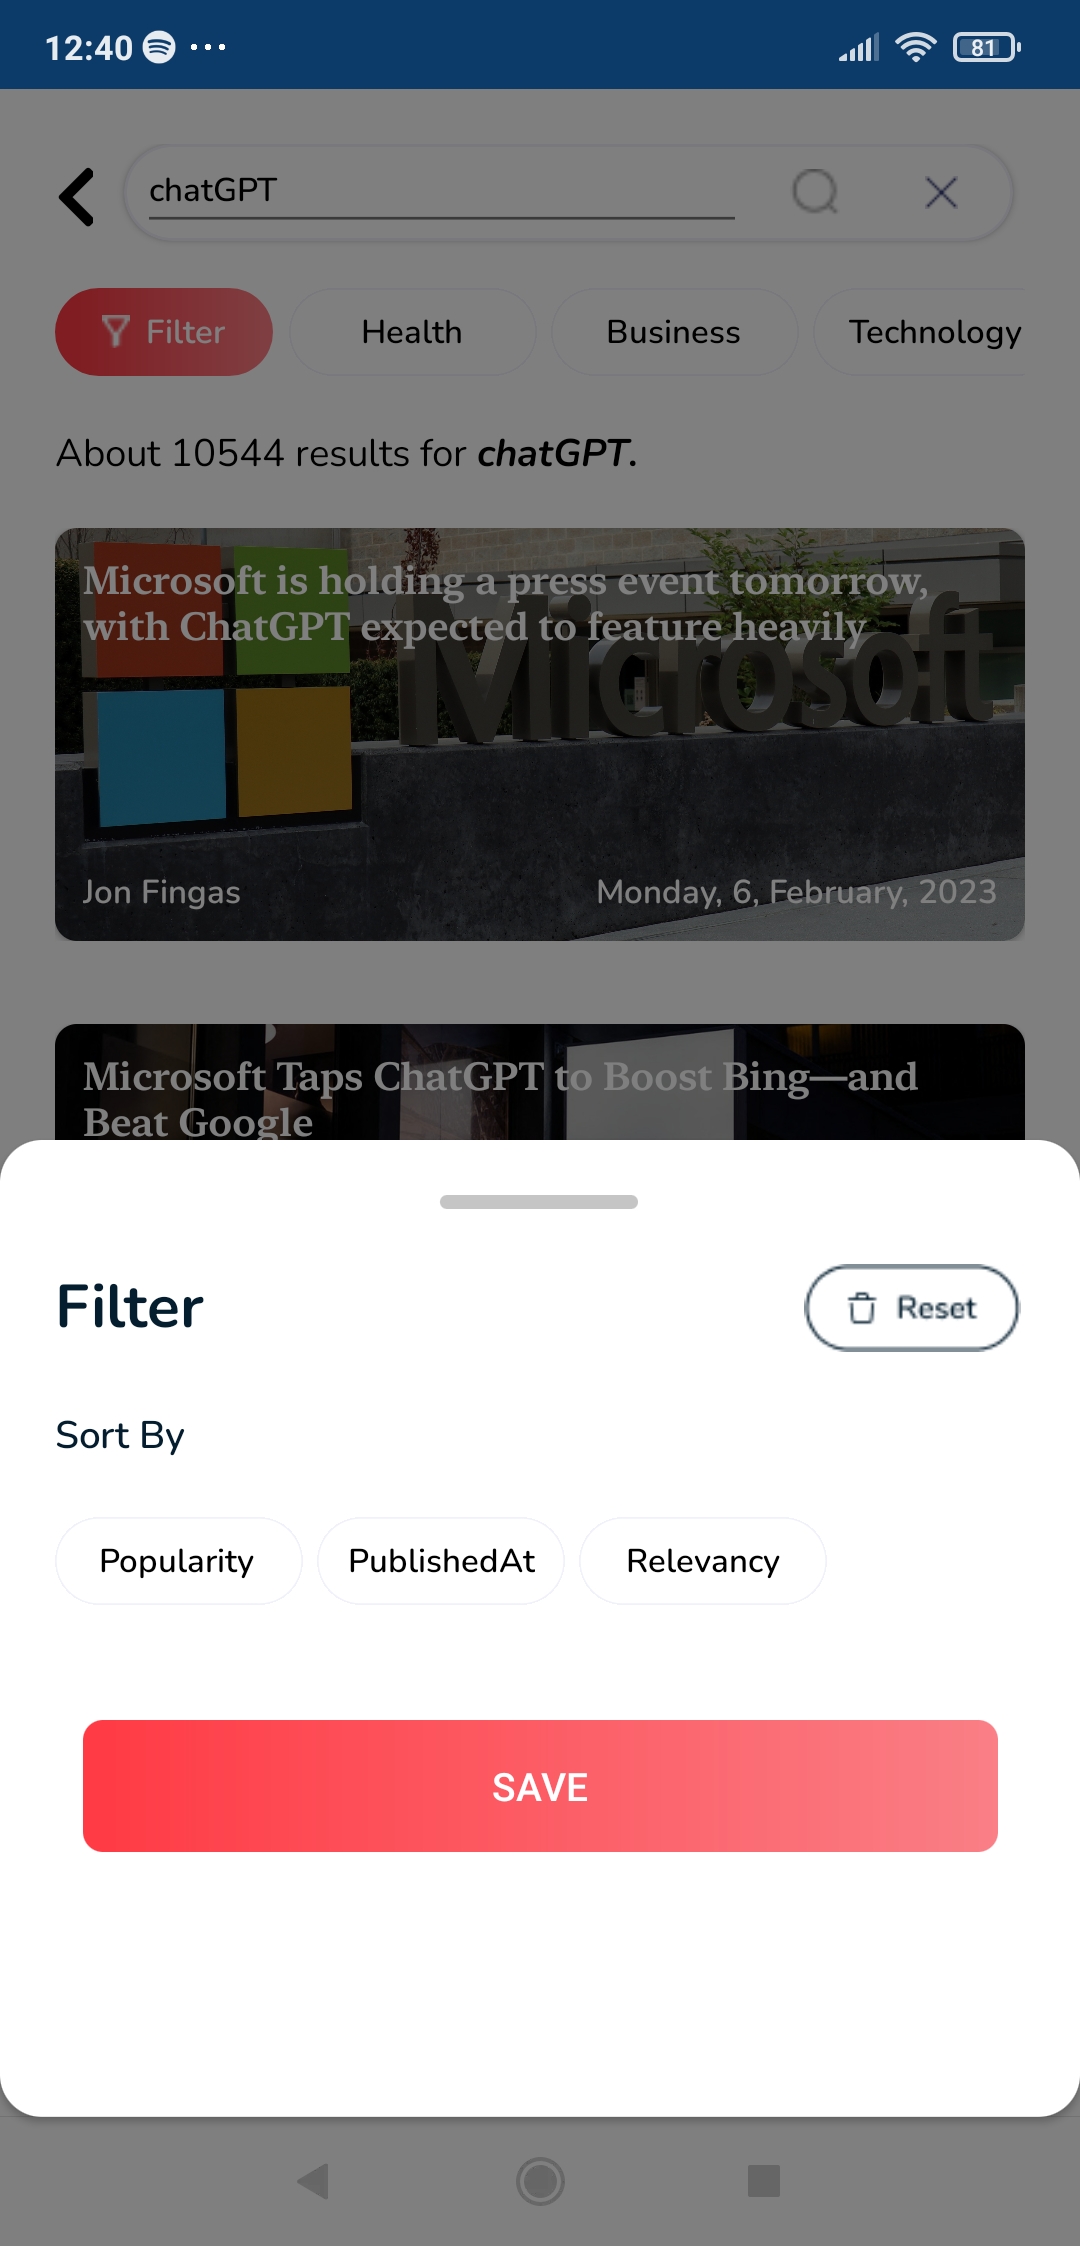 12:40
81
chatGPT
Filter
Health
Business
Technology
About 10544 results for chatGPT.
Microsoft is holding a press event tomorrow,
with ChatGPT expected to feature heavily
Microsoft
Jon Fingas
Monday, 6, February, 2023
Microsoft Taps ChatGPT to Boost Bing—and
Beat Google
Filter
Reset
Sort By
Popularity
PublishedAt
Relevancy
SAVE